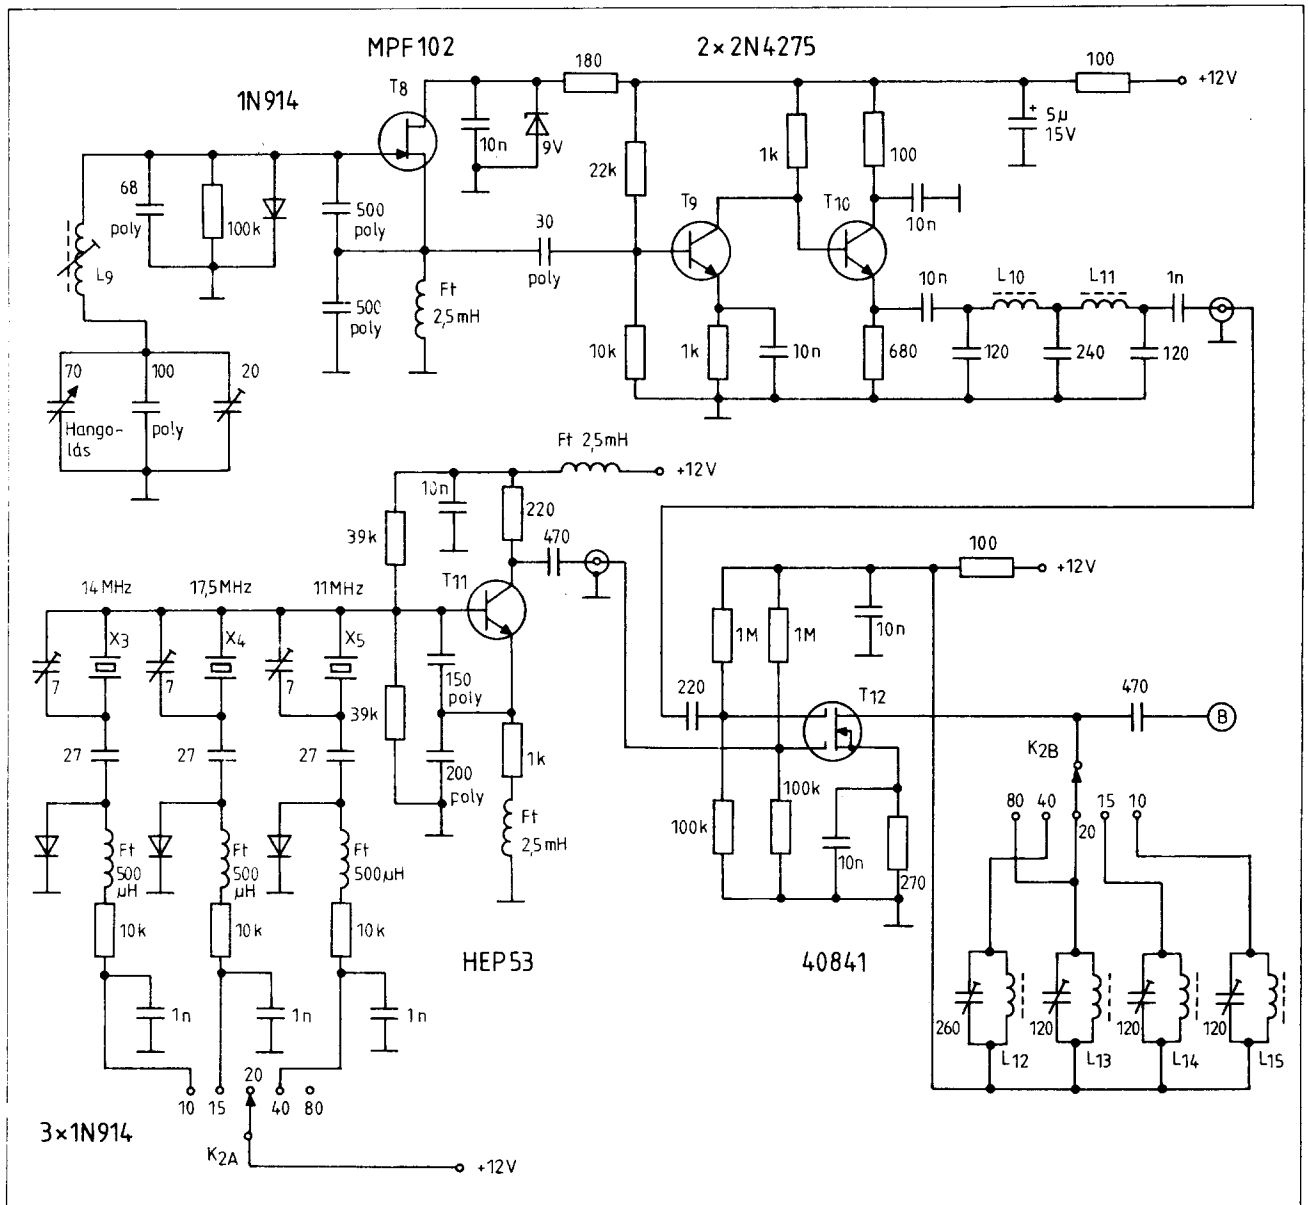 MPF102
2×2N4275
1N914
T8
180
100
+12V
10n
9V
+
5µ
15V
68
poly
100k
500
poly
22k
1k
100
T9
T10
10n
L9
30
poly
500
poly
Ft
2,5mH
10k
1k
10n
680
10n
L10
L11
1n
120
240
120
70
100
20
Hango-
lás
poly
Ft 2,5mH
+12V
10n
220
39k
470
100
+12V
14MHz
17,5MHz
11MHz
T11
X3
X4
X5
7
7
7
1M
1M
10n
150
poly
39k
220
T12
470
B
27
27
27
200
poly
1k
K2B
100k
100k
80
40
20
15
10
Ft
500
µH
Ft
500
µH
Ft
500µH
Ft
2,5mH
10n
270
10k
10k
10k
HEP53
40841
1n
1n
1n
260
120
120
120
L12
L13
L14
L15
10
15
20
40
80
3×1N914
K2A
+12V